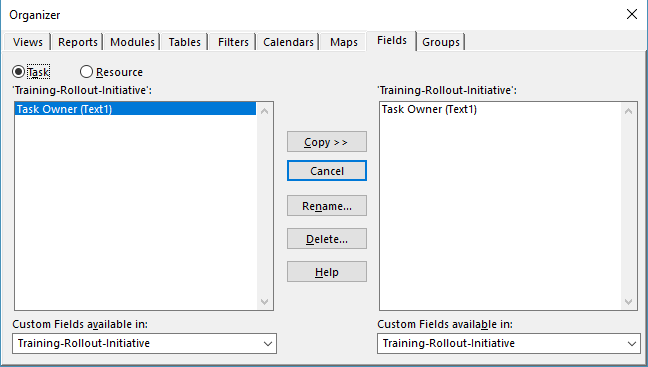 Organizer
Views Reports Modules Tables Filters Calendars Maps Fields Groups
Task Resource
'Training-Rollout-Initiative': 'Training-Rollout-Initiative':
Task Owner (Text1) Task Owner (Text1)
Copy >>
Cancel
Rename...
Delete...
Help
Custom Fields available in: Custom Fields available in:
Training-Rollout-Initiative Training-Rollout-Initiative